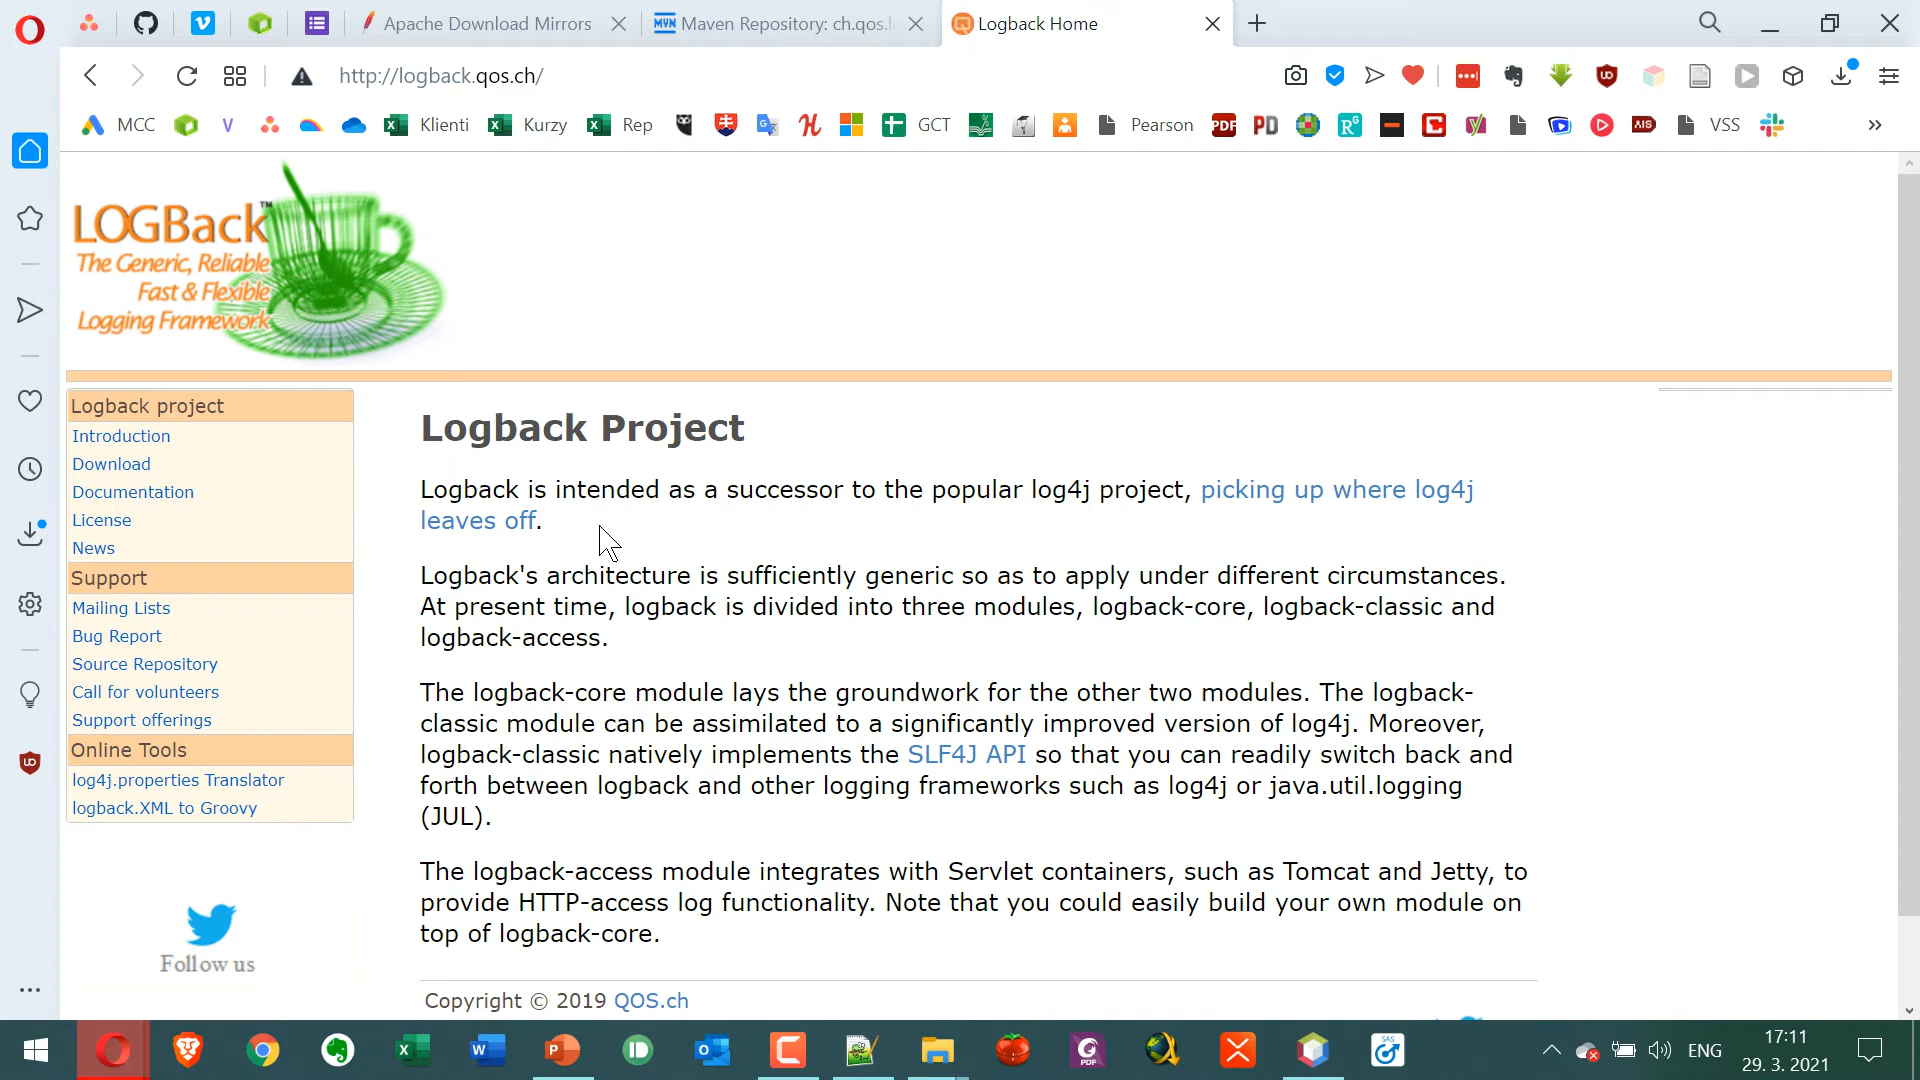 Apache Download Mirrors
Maven Repository: ch.qos.l
Logback Home
http://logback.qos.ch/
MCC
Klienti
Kurzy
Rep
GCT
Pearson
VSS
LOGBack™
The Generic, Reliable
Fast & Flexible
Logging Framework
Logback project
Introduction
Download
Documentation
License
News
Support
Mailing Lists
Bug Report
Source Repository
Call for volunteers
Support offerings
Online Tools
log4j.properties Translator
logback.XML to Groovy
Follow us
Logback Project
Logback is intended as a successor to the popular log4j project, picking up where log4j
leaves off.
Logback's architecture is sufficiently generic so as to apply under different circumstances.
At present time, logback is divided into three modules, logback-core, logback-classic and
logback-access.
The logback-core module lays the groundwork for the other two modules. The logback-
classic module can be assimilated to a significantly improved version of log4j. Moreover,
logback-classic natively implements the SLF4J API so that you can readily switch back and
forth between logback and other logging frameworks such as log4j or java.util.logging
(JUL).
The logback-access module integrates with Servlet containers, such as Tomcat and Jetty, to
provide HTTP-access log functionality. Note that you could easily build your own module on
top of logback-core.
Copyright © 2019 QOS.ch
ENG
17:11
29. 3. 2021